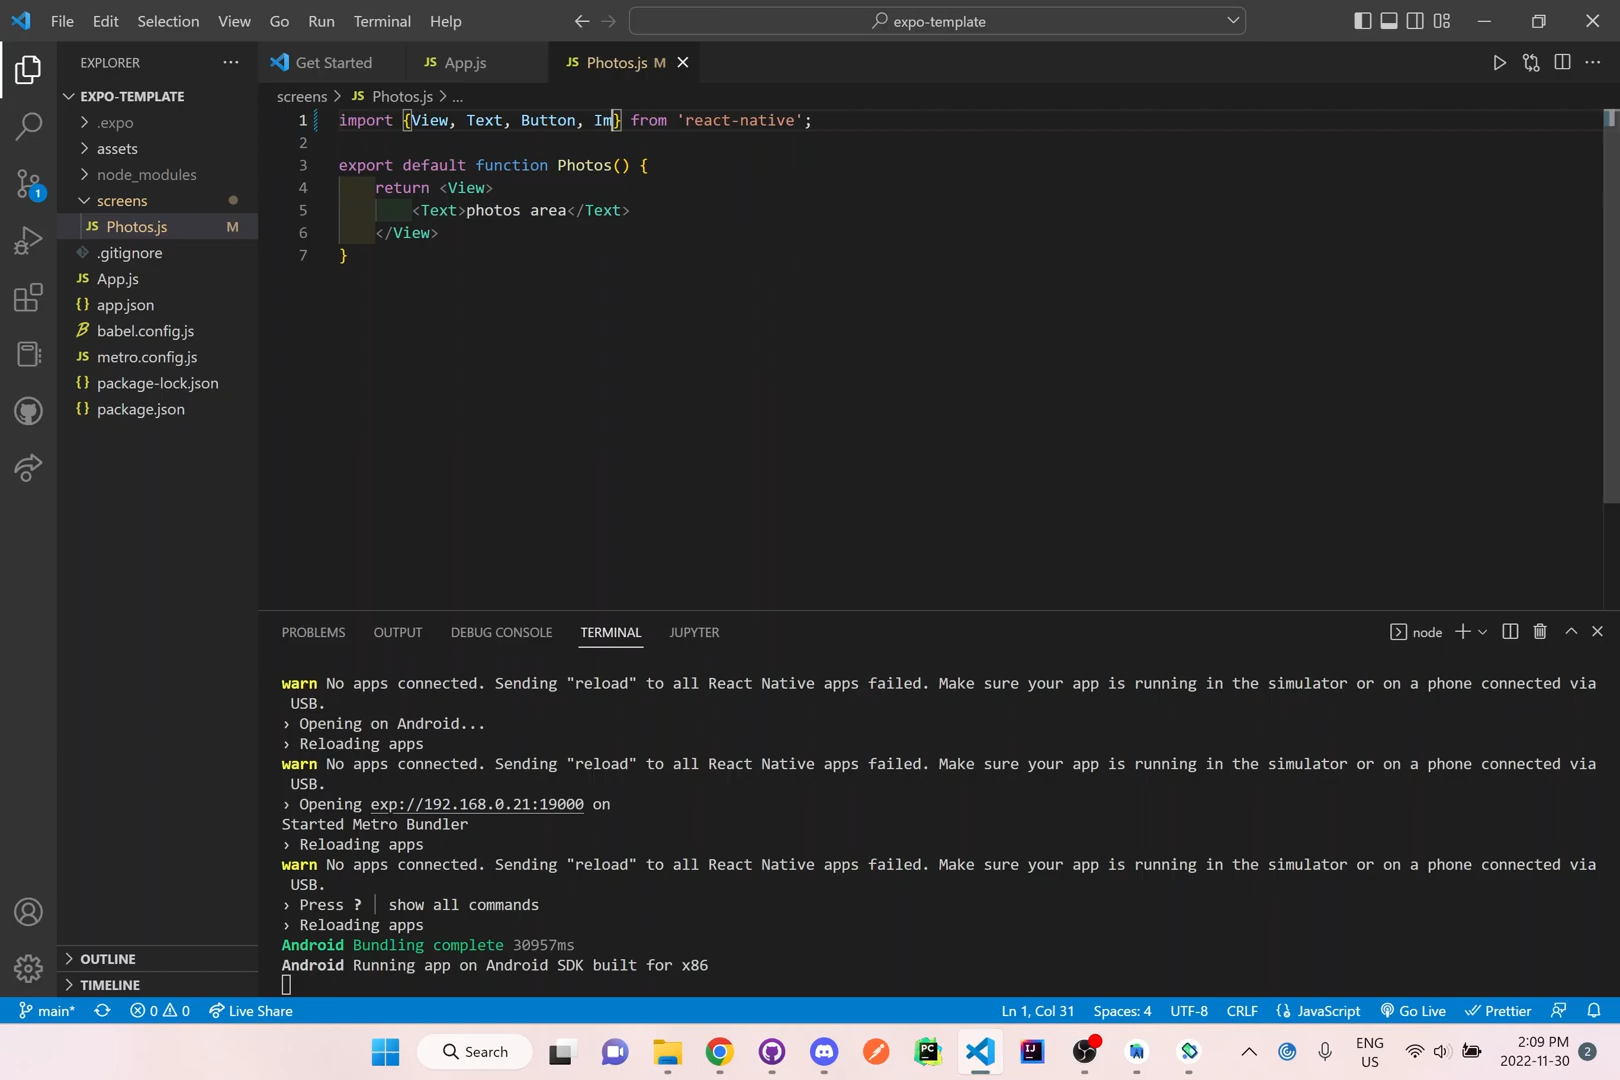 File Edit Selection View Go Run Terminal Help
expo-template
EXPLORER
Get Started
JS App.js
JS Photos.js M
EXPO-TEMPLATE
.expo
assets
node_modules
screens
JS Photos.js M
.gitignore
JS App.js
{} app.json
babel.config.js
JS metro.config.js
{} package-lock.json
{} package.json
OUTLINE
TIMELINE
1
screens > JS Photos.js > ...
1 import {View, Text, Button, Im} from 'react-native';
2
3 export default function Photos() {
4 return <View>
5 <Text>photos area</Text>
6 </View>
7 }
PROBLEMS OUTPUT DEBUG CONSOLE TERMINAL JUPYTER
node
warn No apps connected. Sending "reload" to all React Native apps failed. Make sure your app is running in the simulator or on a phone connected via
USB.
› Opening on Android...
› Reloading apps
warn No apps connected. Sending "reload" to all React Native apps failed. Make sure your app is running in the simulator or on a phone connected via
USB.
› Opening exp://192.168.0.21:19000 on
Started Metro Bundler
› Reloading apps
warn No apps connected. Sending "reload" to all React Native apps failed. Make sure your app is running in the simulator or on a phone connected via
USB.
› Press ? │ show all commands
› Reloading apps
Android Bundling complete 30957ms
Android Running app on Android SDK built for x86
main* 0 0 Live Share Ln 1, Col 31 Spaces: 4 UTF-8 CRLF {} JavaScript Go Live Prettier
Search
PC
IJ
ENG
US
2:09 PM
2022-11-30
2